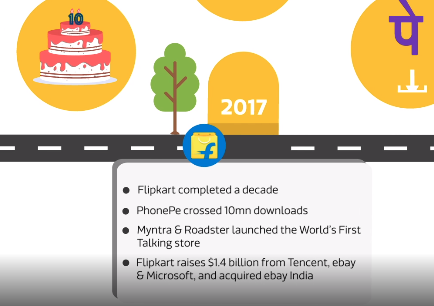 10
पे
2017
f
Flipkart completed a decade
PhonePe crossed 10mn downloads
Myntra & Roadster launched the World's First
Talking store
Flipkart raises $1.4 billion from Tencent, ebay
& Microsoft, and acquired ebay India